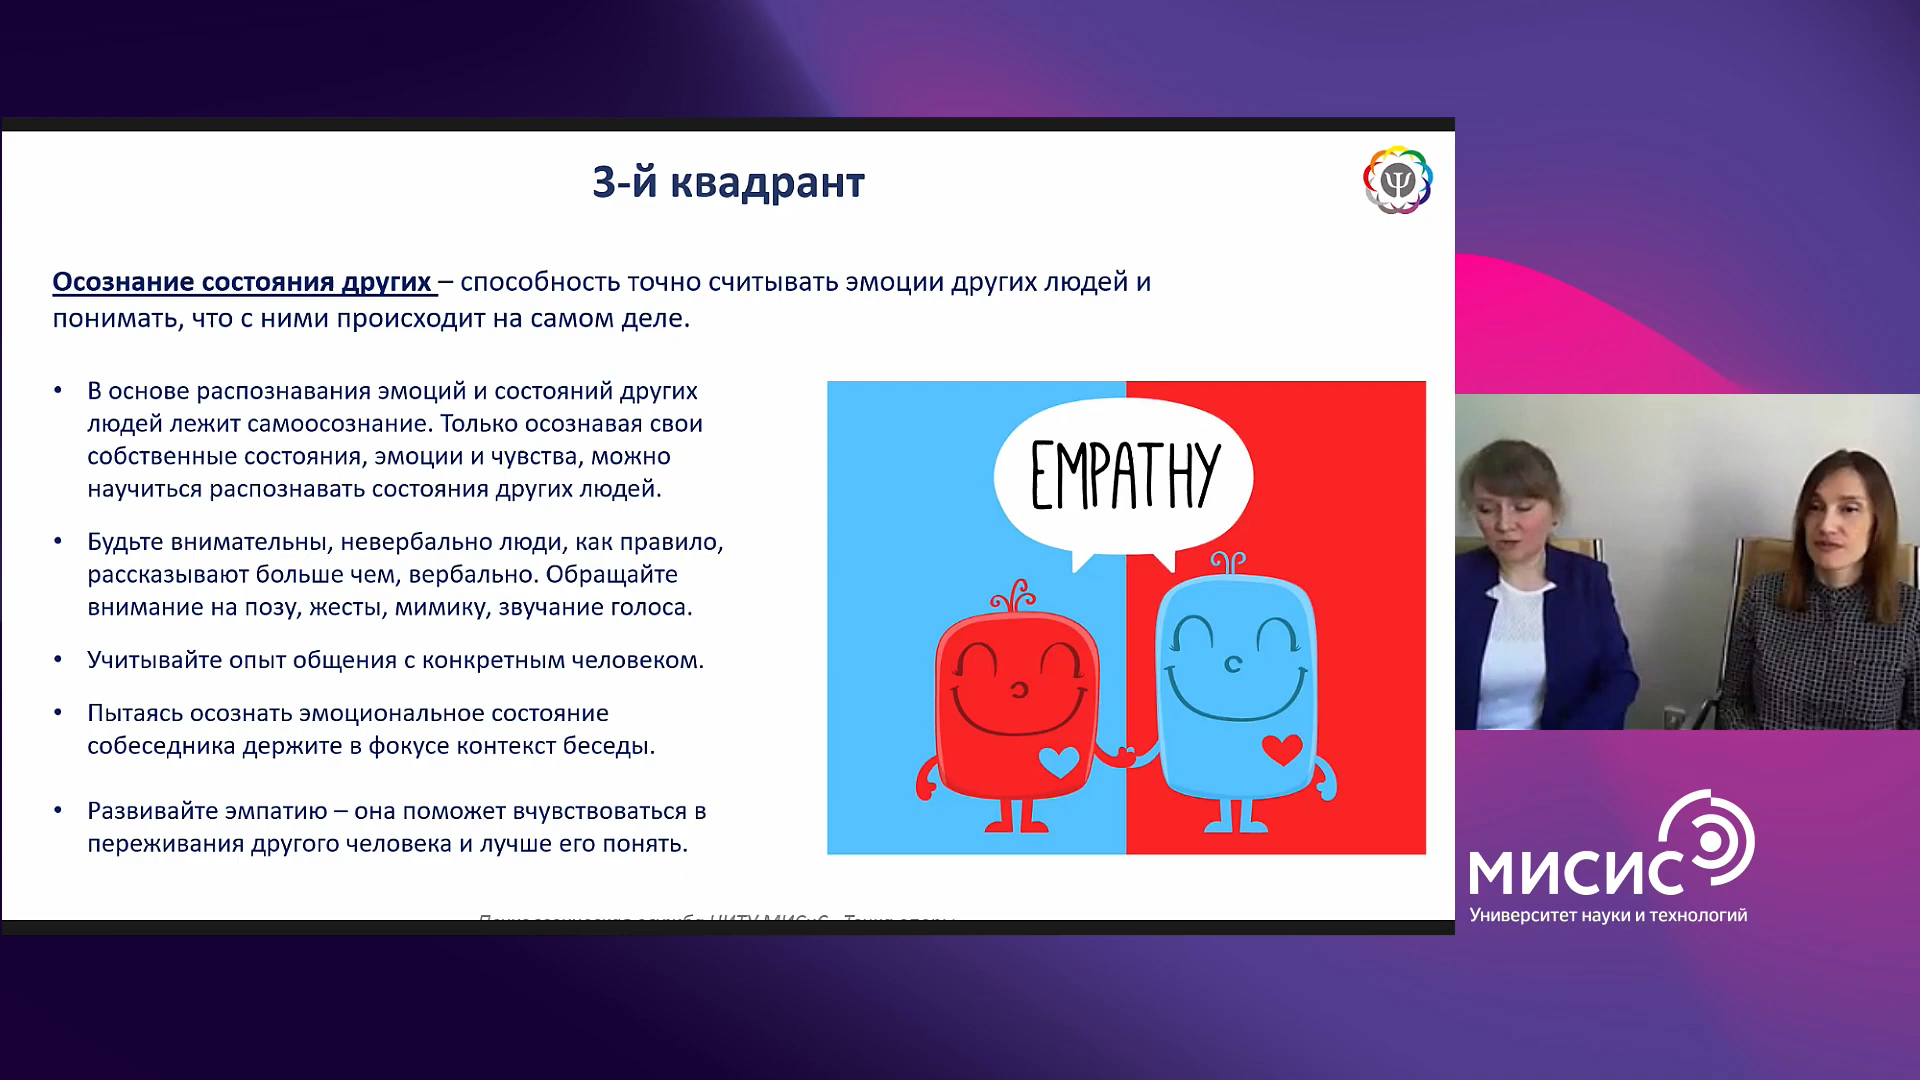 3-й квадрант
Осознание состояния других – способность точно считывать эмоции других людей и
понимать, что с ними происходит на самом деле.
• В основе распознавания эмоций и состояний других
людей лежит самоосознание. Только осознавая свои
собственные состояния, эмоции и чувства, можно
научиться распознавать состояния других людей.
• Будьте внимательны, невербально люди, как правило,
рассказывают больше чем, вербально. Обращайте
внимание на позу, жесты, мимику, звучание голоса.
• Учитывайте опыт общения с конкретным человеком.
• Пытаясь осознать эмоциональное состояние
собеседника держите в фокусе контекст беседы.
• Развивайте эмпатию – она поможет вчувствоваться в
переживания другого человека и лучше его понять.
EMPATHY
МИСИС
Университет науки и технологий